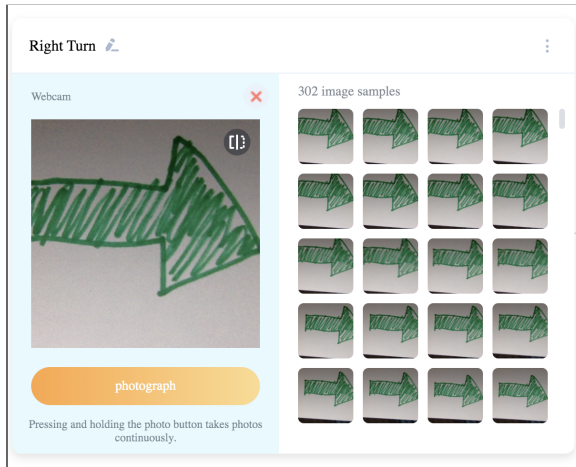 Right Turn
Webcam
302 image samples
photograph
Pressing and holding the photo button takes photos
continuously.